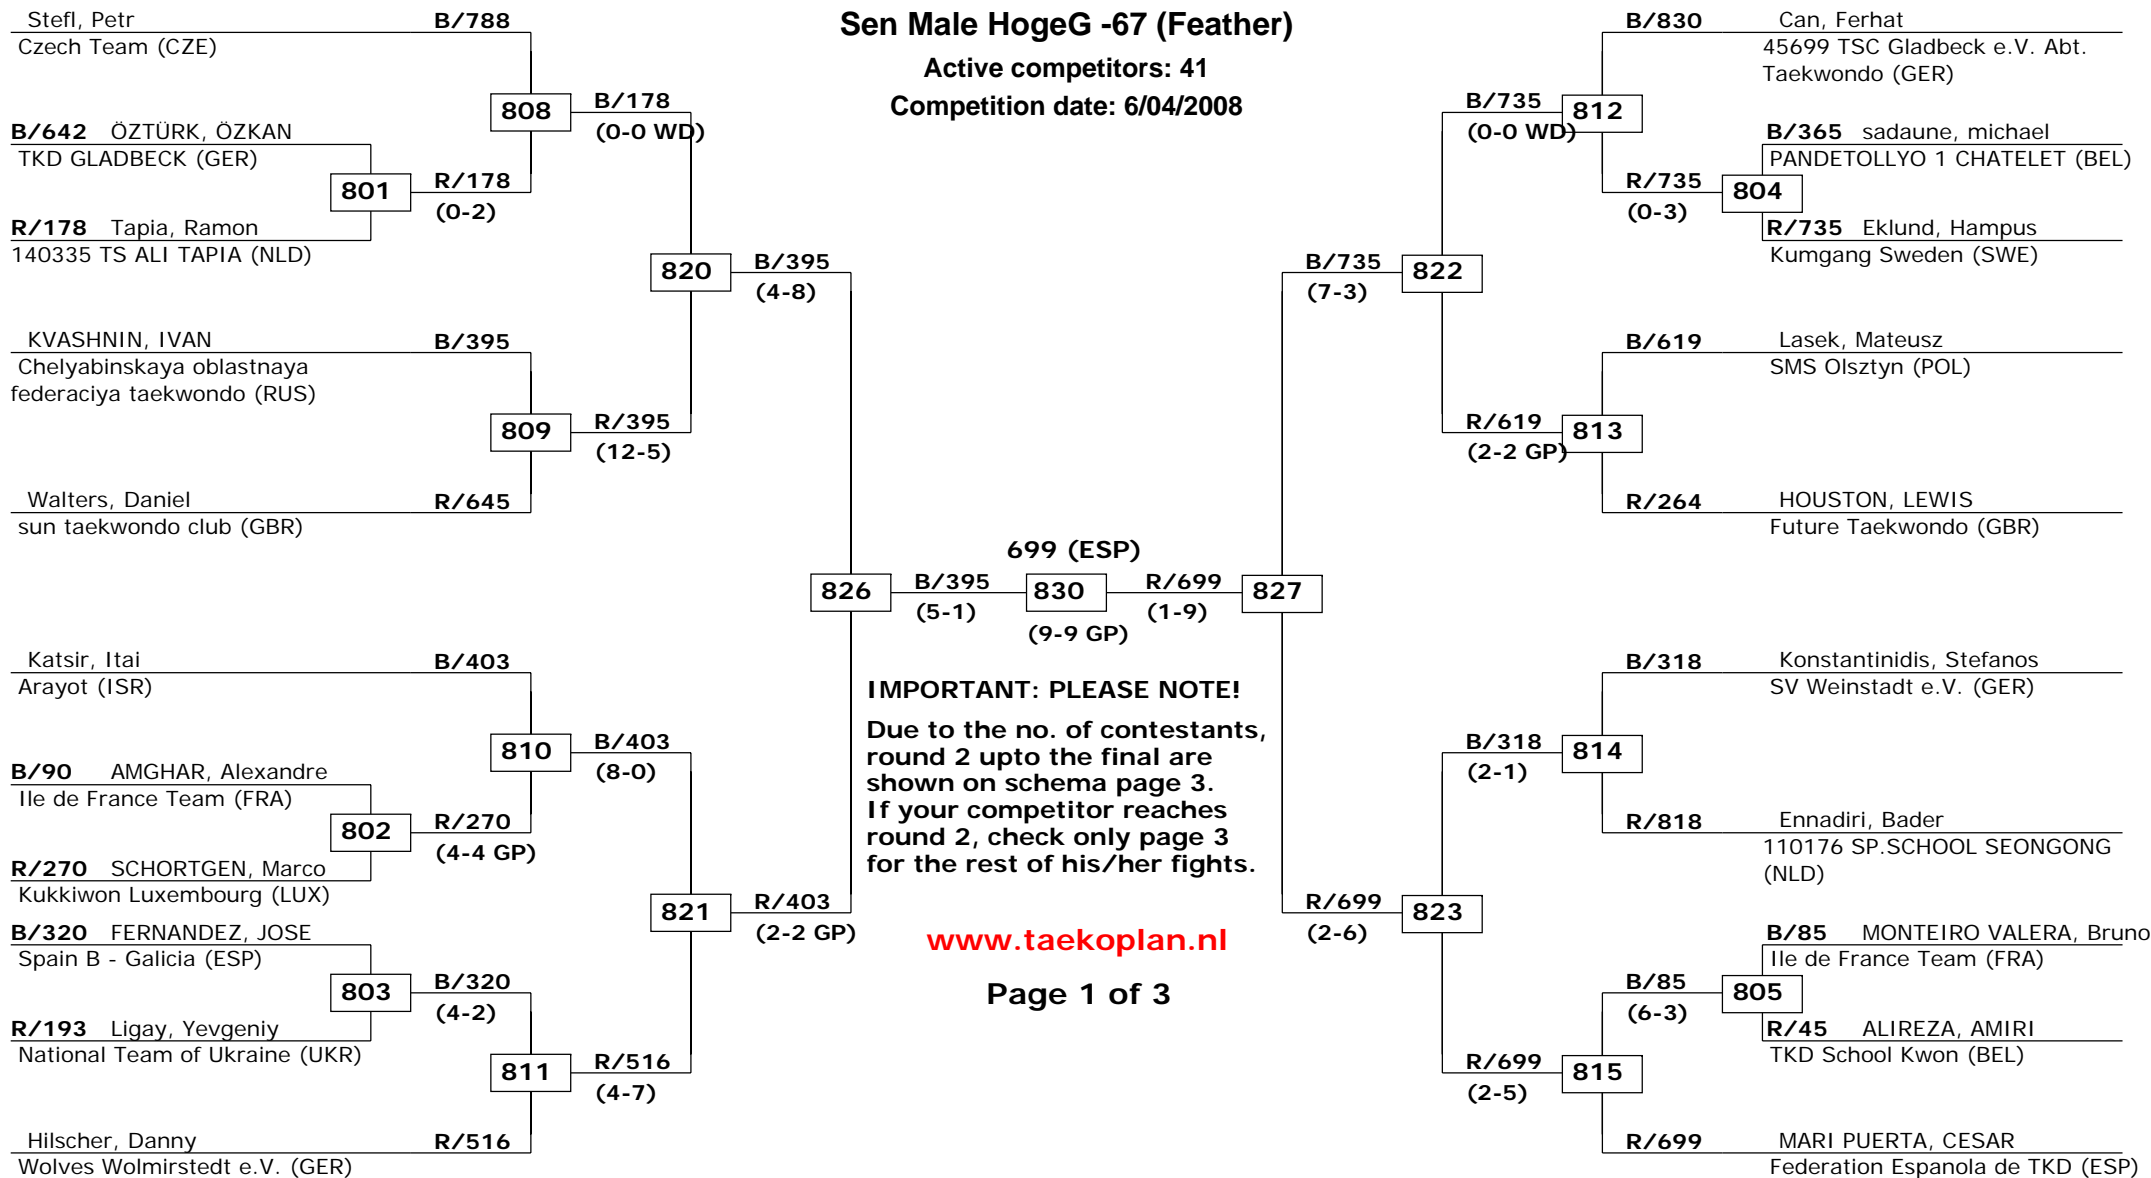 Sen Male HogeG -67 (Feather)
Active competitors: 41
Competition date: 6/04/2008
Stefl, Petr
B/788
Czech Team (CZE)
808
B/178
(0-0 WD)
B/642 ÖZTÜRK, ÖZKAN
TKD GLADBECK (GER)
801
R/178
(0-2)
R/178 Tapia, Ramon
140335 TS ALI TAPIA (NLD)
820
B/395
(4-8)
KVASHNIN, IVAN
B/395
Chelyabinskaya oblastnaya
federaciya taekwondo (RUS)
809
R/395
(12-5)
Walters, Daniel
R/645
sun taekwondo club (GBR)
826
B/395
(5-1)
699 (ESP)
830
(9-9 GP)
R/699
(1-9)
827
Katsir, Itai
B/403
Arayot (ISR)
810
B/403
(8-0)
B/90 AMGHAR, Alexandre
Ile de France Team (FRA)
802
R/270
(4-4 GP)
R/270 SCHORTGEN, Marco
Kukkiwon Luxembourg (LUX)
821
R/403
(2-2 GP)
B/320 FERNANDEZ, JOSE
Spain B - Galicia (ESP)
803
B/320
(4-2)
R/193 Ligay, Yevgeniy
National Team of Ukraine (UKR)
811
R/516
(4-7)
Hilscher, Danny
R/516
Wolves Wolmirstedt e.V. (GER)
IMPORTANT: PLEASE NOTE!
Due to the no. of contestants,
round 2 upto the final are
shown on schema page 3.
If your competitor reaches
round 2, check only page 3
for the rest of his/her fights.
www.taekoplan.nl
Page 1 of 3
B/830
Can, Ferhat
45699 TSC Gladbeck e.V. Abt.
Taekwondo (GER)
B/735
(0-0 WD)
812
B/365 sadaune, michael
PANDETOLLYO 1 CHATELET (BEL)
R/735
(0-3)
804
R/735 Eklund, Hampus
Kumgang Sweden (SWE)
B/735
(7-3)
822
B/619
Lasek, Mateusz
SMS Olsztyn (POL)
R/619
(2-2 GP)
813
R/264
HOUSTON, LEWIS
Future Taekwondo (GBR)
B/318
Konstantinidis, Stefanos
SV Weinstadt e.V. (GER)
B/318
(2-1)
814
R/818
Ennadiri, Bader
110176 SP.SCHOOL SEONGONG
(NLD)
R/699
(2-6)
823
B/85 MONTEIRO VALERA, Bruno
Ile de France Team (FRA)
B/85
(6-3)
805
R/45 ALIREZA, AMIRI
TKD School Kwon (BEL)
R/699
(2-5)
815
R/699
MARI PUERTA, CESAR
Federation Espanola de TKD (ESP)